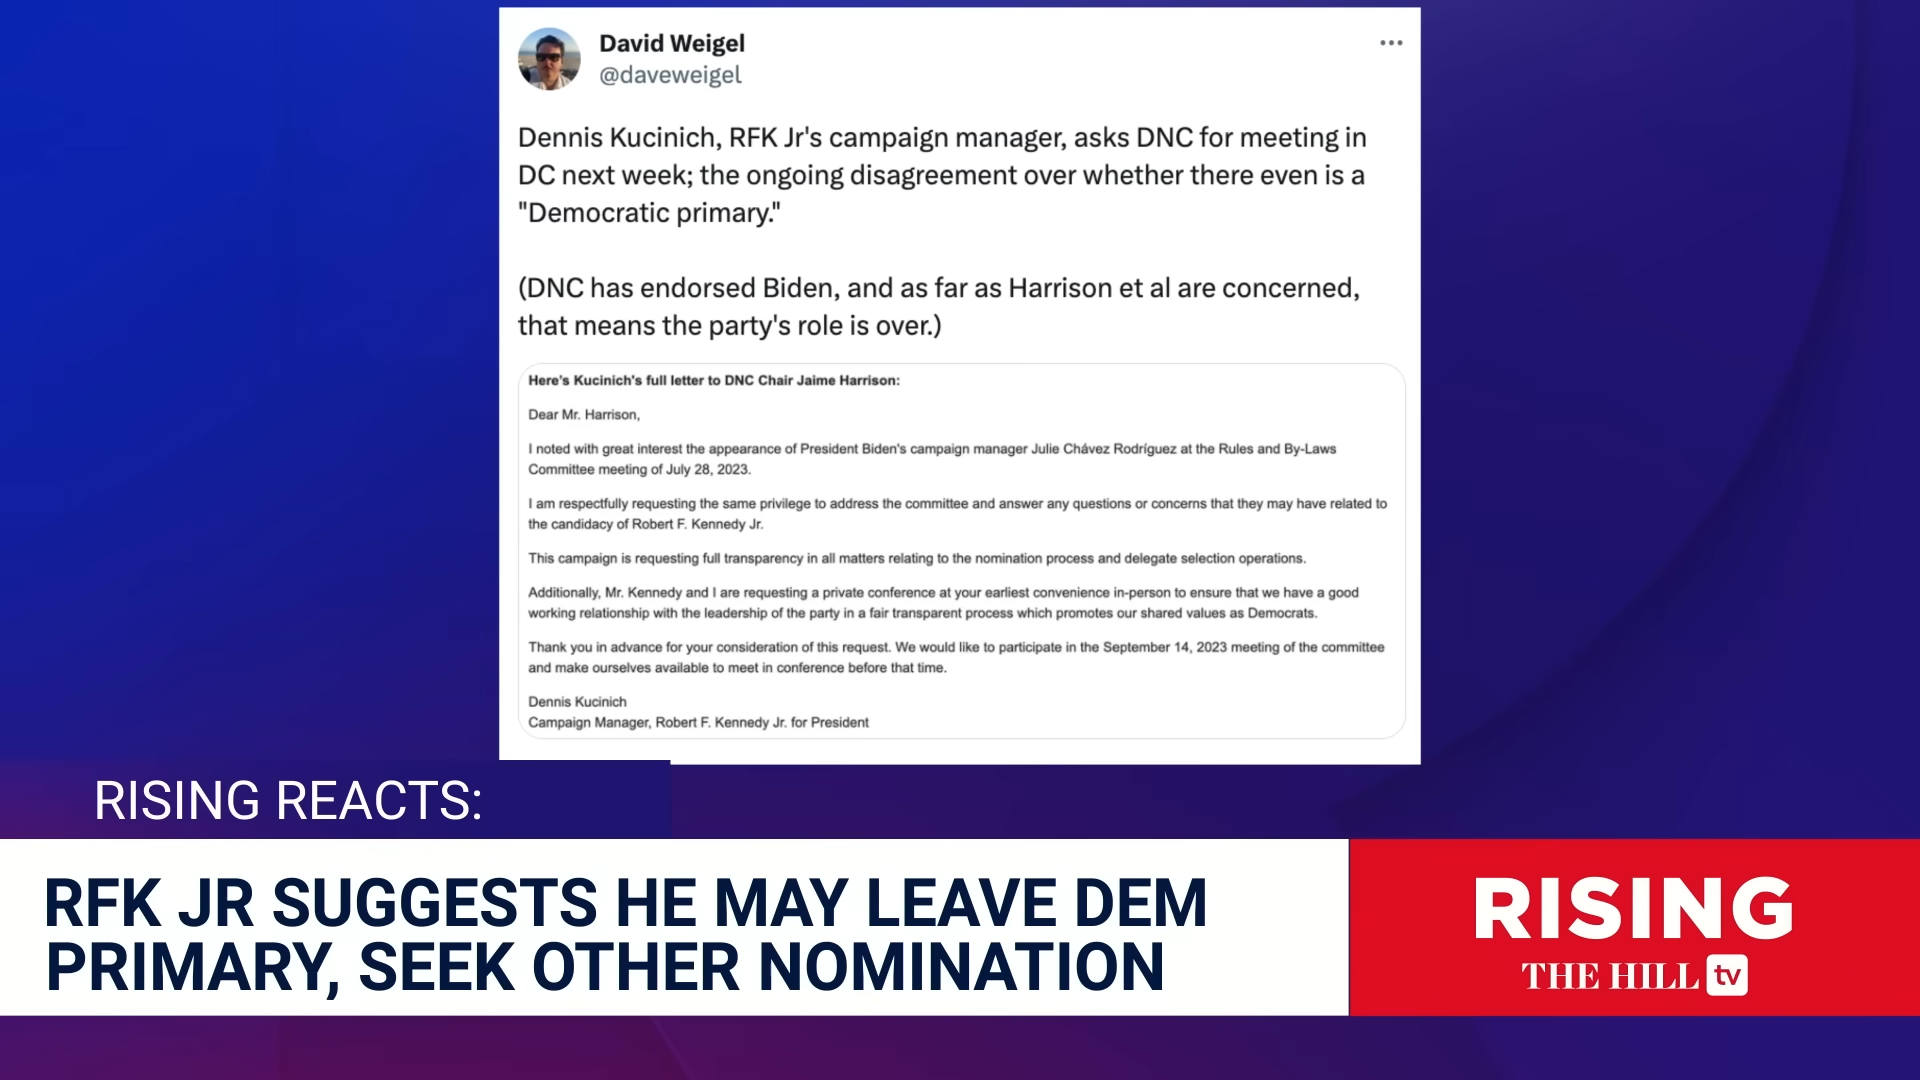 David Weigel
@daveweigel
Dennis Kucinich, RFK Jr's campaign manager, asks DNC for meeting in
DC next week; the ongoing disagreement over whether there even is a
"Democratic primary."
(DNC has endorsed Biden, and as far as Harrison et al are concerned,
that means the party's role is over.)
Here's Kucinich's full letter to DNC Chair Jaime Harrison:
Dear Mr. Harrison,
I noted with great interest the appearance of President Biden's campaign manager Julie Chávez Rodríguez at the Rules and By-Laws
Committee meeting of July 28, 2023.
I am respectfully requesting the same privilege to address the committee and answer any questions or concerns that they may have related to
the candidacy of Robert F. Kennedy Jr.
This campaign is requesting full transparency in all matters relating to the nomination process and delegate selection operations.
Additionally, Mr. Kennedy and I are requesting a private conference at your earliest convenience in-person to ensure that we have a good
working relationship with the leadership of the party in a fair transparent process which promotes our shared values as Democrats.
Thank you in advance for your consideration of this request. We would like to participate in the September 14, 2023 meeting of the committee
and make ourselves available to meet in conference before that time.
Dennis Kucinich
Campaign Manager, Robert F. Kennedy Jr. for President
RISING REACTS:
RFK JR SUGGESTS HE MAY LEAVE DEM
PRIMARY, SEEK OTHER NOMINATION
RISING
THE HILL tv